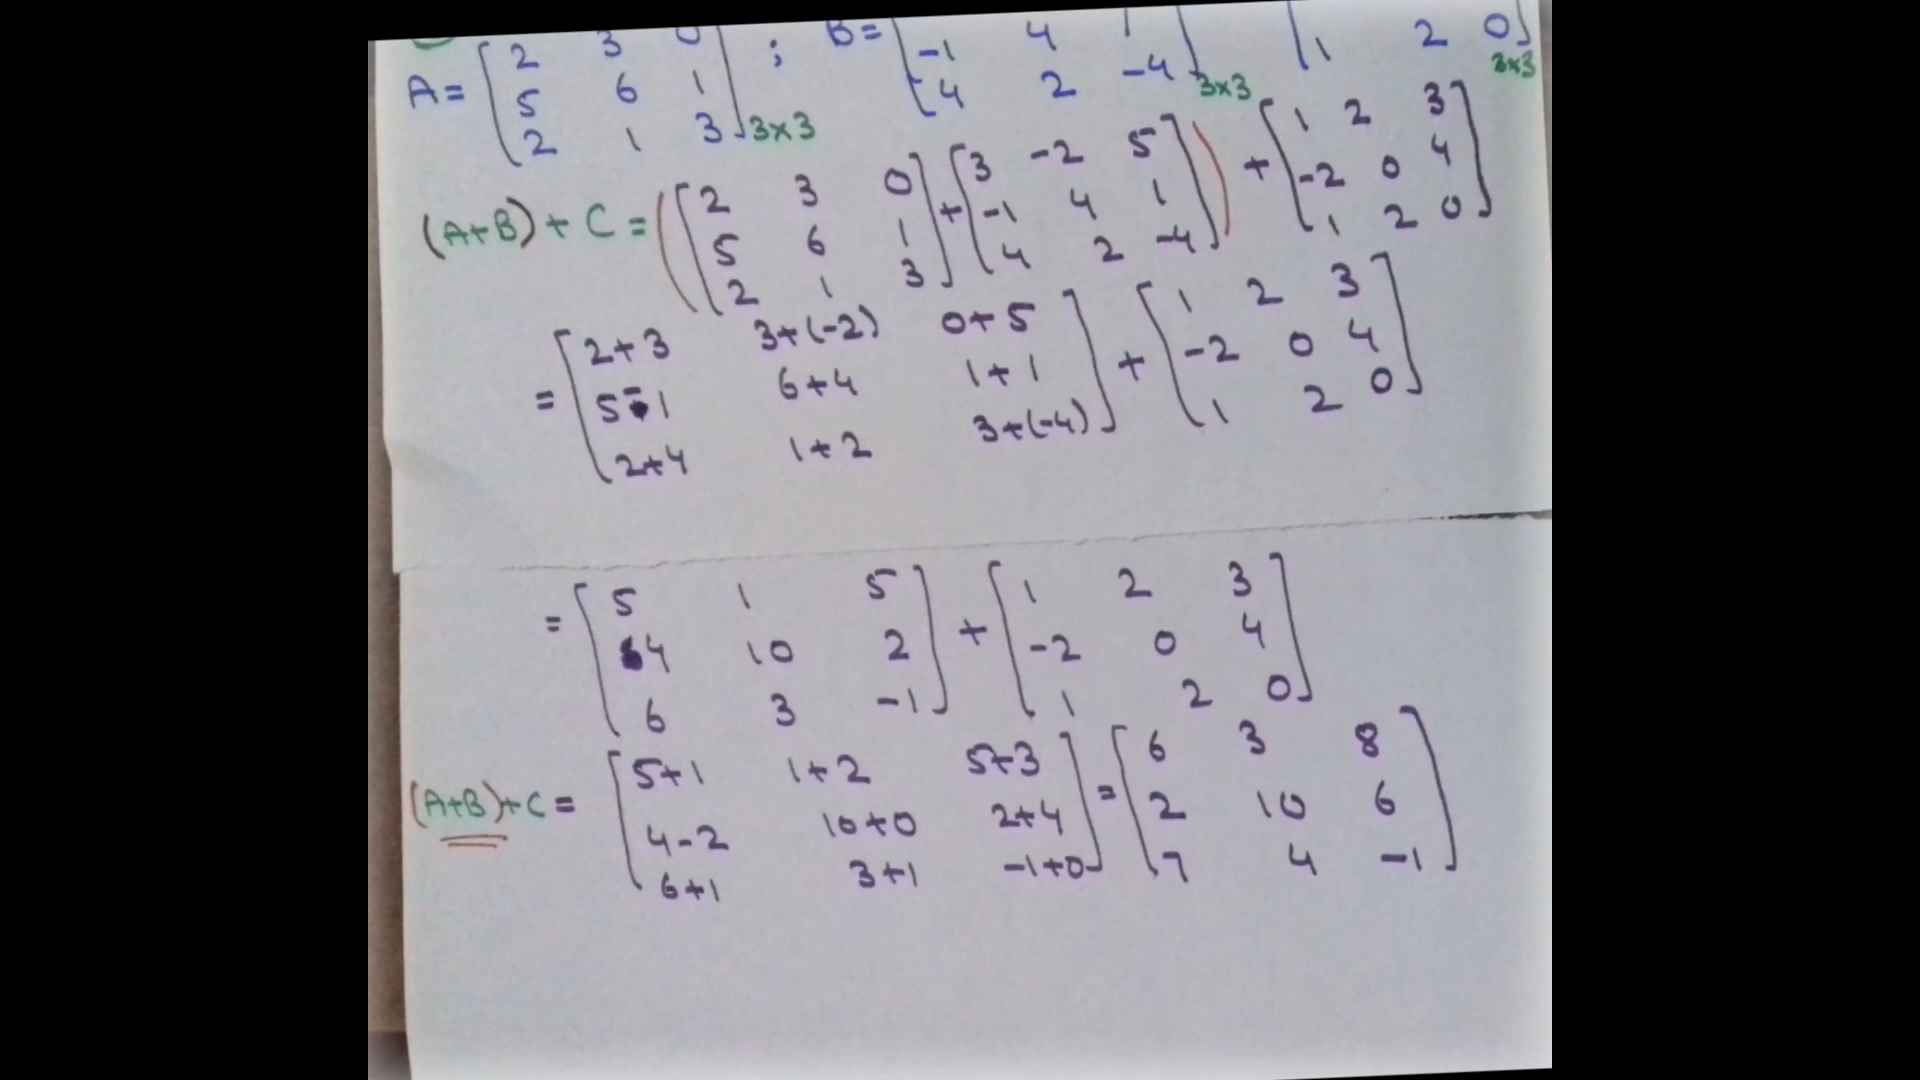 A = [ 2 3 0 ] ; B = [
5 6 1 -1 4 1
2 1 3 3×3 4 2 -4 3×3 1 2 0 ] 3×3
(A+B) + C = ( [ 2 3 0 ] + [ 3 -2 5 ] ) + [ 1 2 3 ]
5 6 1 -1 4 1 -2 0 4
2 1 3 4 2 -4 1 2 0
= [ 2+3 3+(-2) 0+5 ] + [ 1 2 3 ]
5-1 6+4 1+1 -2 0 4
2+4 1+2 3+(-4) 1 2 0
= [ 5 1 5 ] + [ 1 2 3 ]
4 10 2 -2 0 4
6 3 -1 1 2 0
(A+B)+C = [ 5+1 1+2 5+3 ] = [ 6 3 8 ]
4-2 10+0 2+4 2 10 6
6+1 3+1 -1+0 7 4 -1